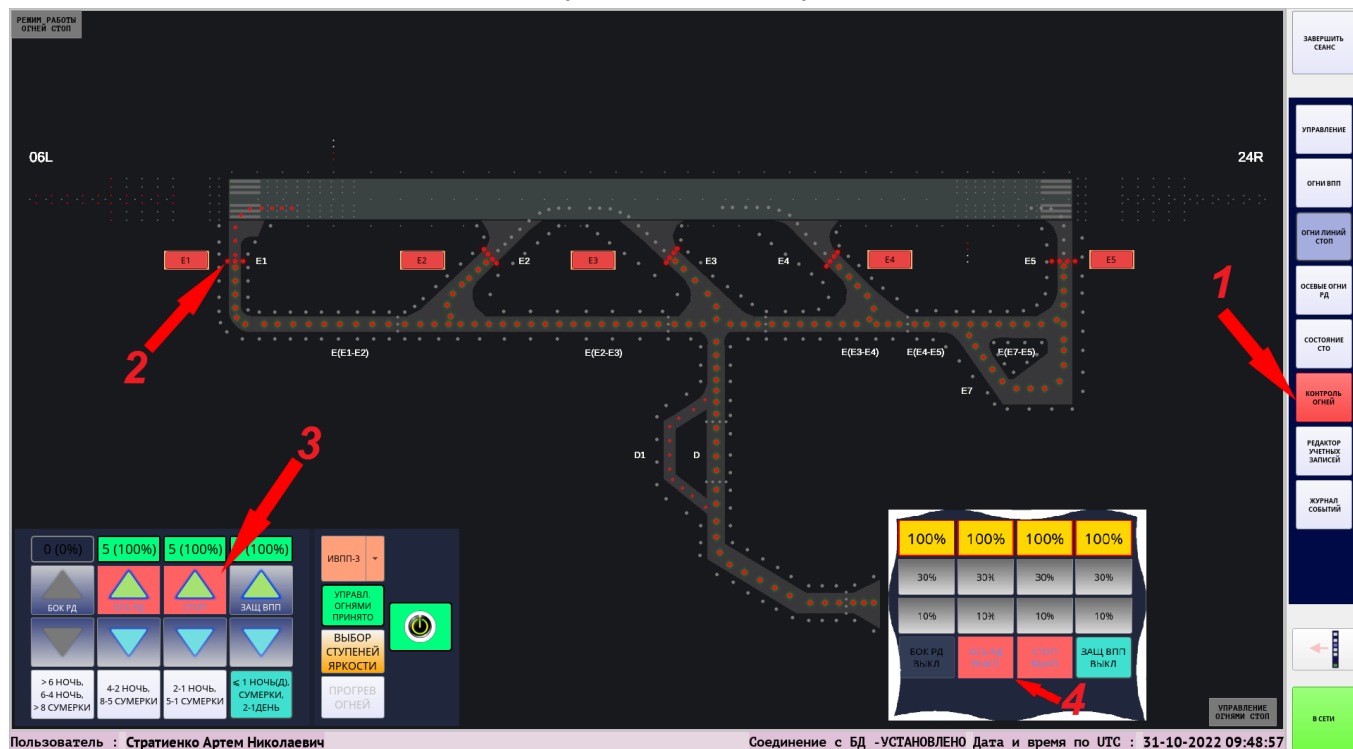 РЕЖИМ РАБОТЫ
ОГНЕЙ СТОП
ЗАВЕРШИТЬ
СЕАНС
УПРАВЛЕНИЕ
ОГНИ ВПП
ОГНИ ЛИНИЙ
СТОП
ОСЕВЫЕ ОГНИ
РД
СОСТОЯНИЕ
СТО
КОНТРОЛЬ
ОГНЕЙ
РЕДАКТОР
УЧЕТНЫХ
ЗАПИСЕЙ
ЖУРНАЛ
СОБЫТИЙ
В СЕТИ
06L
24R
E1
E1
E2
E2
E3
E3
E4
E4
E5
E5
1
2
3
4
E(E1-E2)
E(E2-E3)
E(E3-E4)
E(E4-E5)
E(E7-E5)
E7
D1
D
0 (0%)
5 (100%)
5 (100%)
(100%)
БОК РД
СТОП
ЗАЩ ВПП
> 6 НОЧЬ,
6-4 НОЧЬ,
> 8 СУМЕРКИ
4-2 НОЧЬ,
8-5 СУМЕРКИ
2-1 НОЧЬ,
5-1 СУМЕРКИ
⩽ 1 НОЧЬ(Д),
СУМЕРКИ,
2-1ДЕНЬ
ИВПП-3
УПРАВЛ.
ОГНЯМИ
ПРИНЯТО
ВЫБОР
СТУПЕНЕЙ
ЯРКОСТИ
ПРОГРЕВ
ОГНЕЙ
100%
100%
100%
100%
30%
30%
30%
30%
10%
10%
10%
10%
БОК РД
ВЫКЛ
ЗАЩ ВПП
ВЫКЛ
УПРАВЛЕНИЕ
ОГНЯМИ СТОП
Пользователь : Стратиенко Артем Николаевич
Соединение с БД -УСТАНОВЛЕНО Дата и время по UTC : 31-10-2022 09:48:57